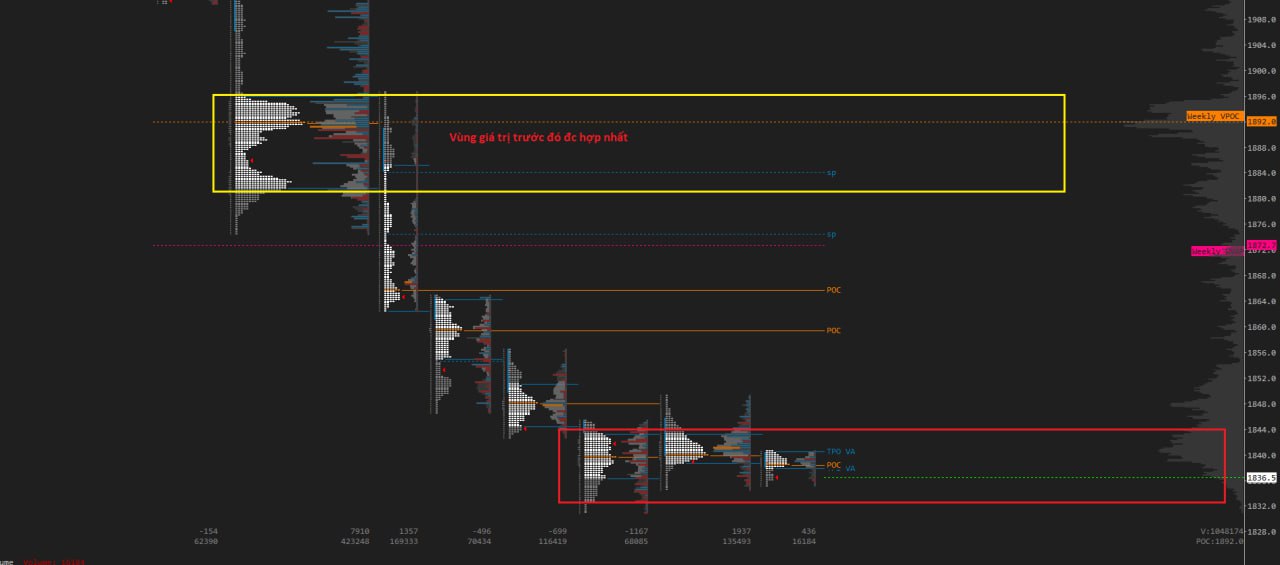 1908.0
1904.0
1900.0
1896.0
Weekly VPOC
1892.0
Vùng giá trị trước đó đc hợp nhất
1888.0
sp
1884.0
1880.0
1876.0
sp
Weekly
1868.0
POC
1864.0
POC
1860.0
1856.0
1852.0
1848.0
1844.0
TPO VA
1840.0
POC
VA
1836.5
1832.0
1828.0
-154 7910 1357 -496 -699 -1167 1937 436 V:1048174
62390 423248 169333 70434 116419 68085 135493 16184 POC:1892.0
ume Volume: